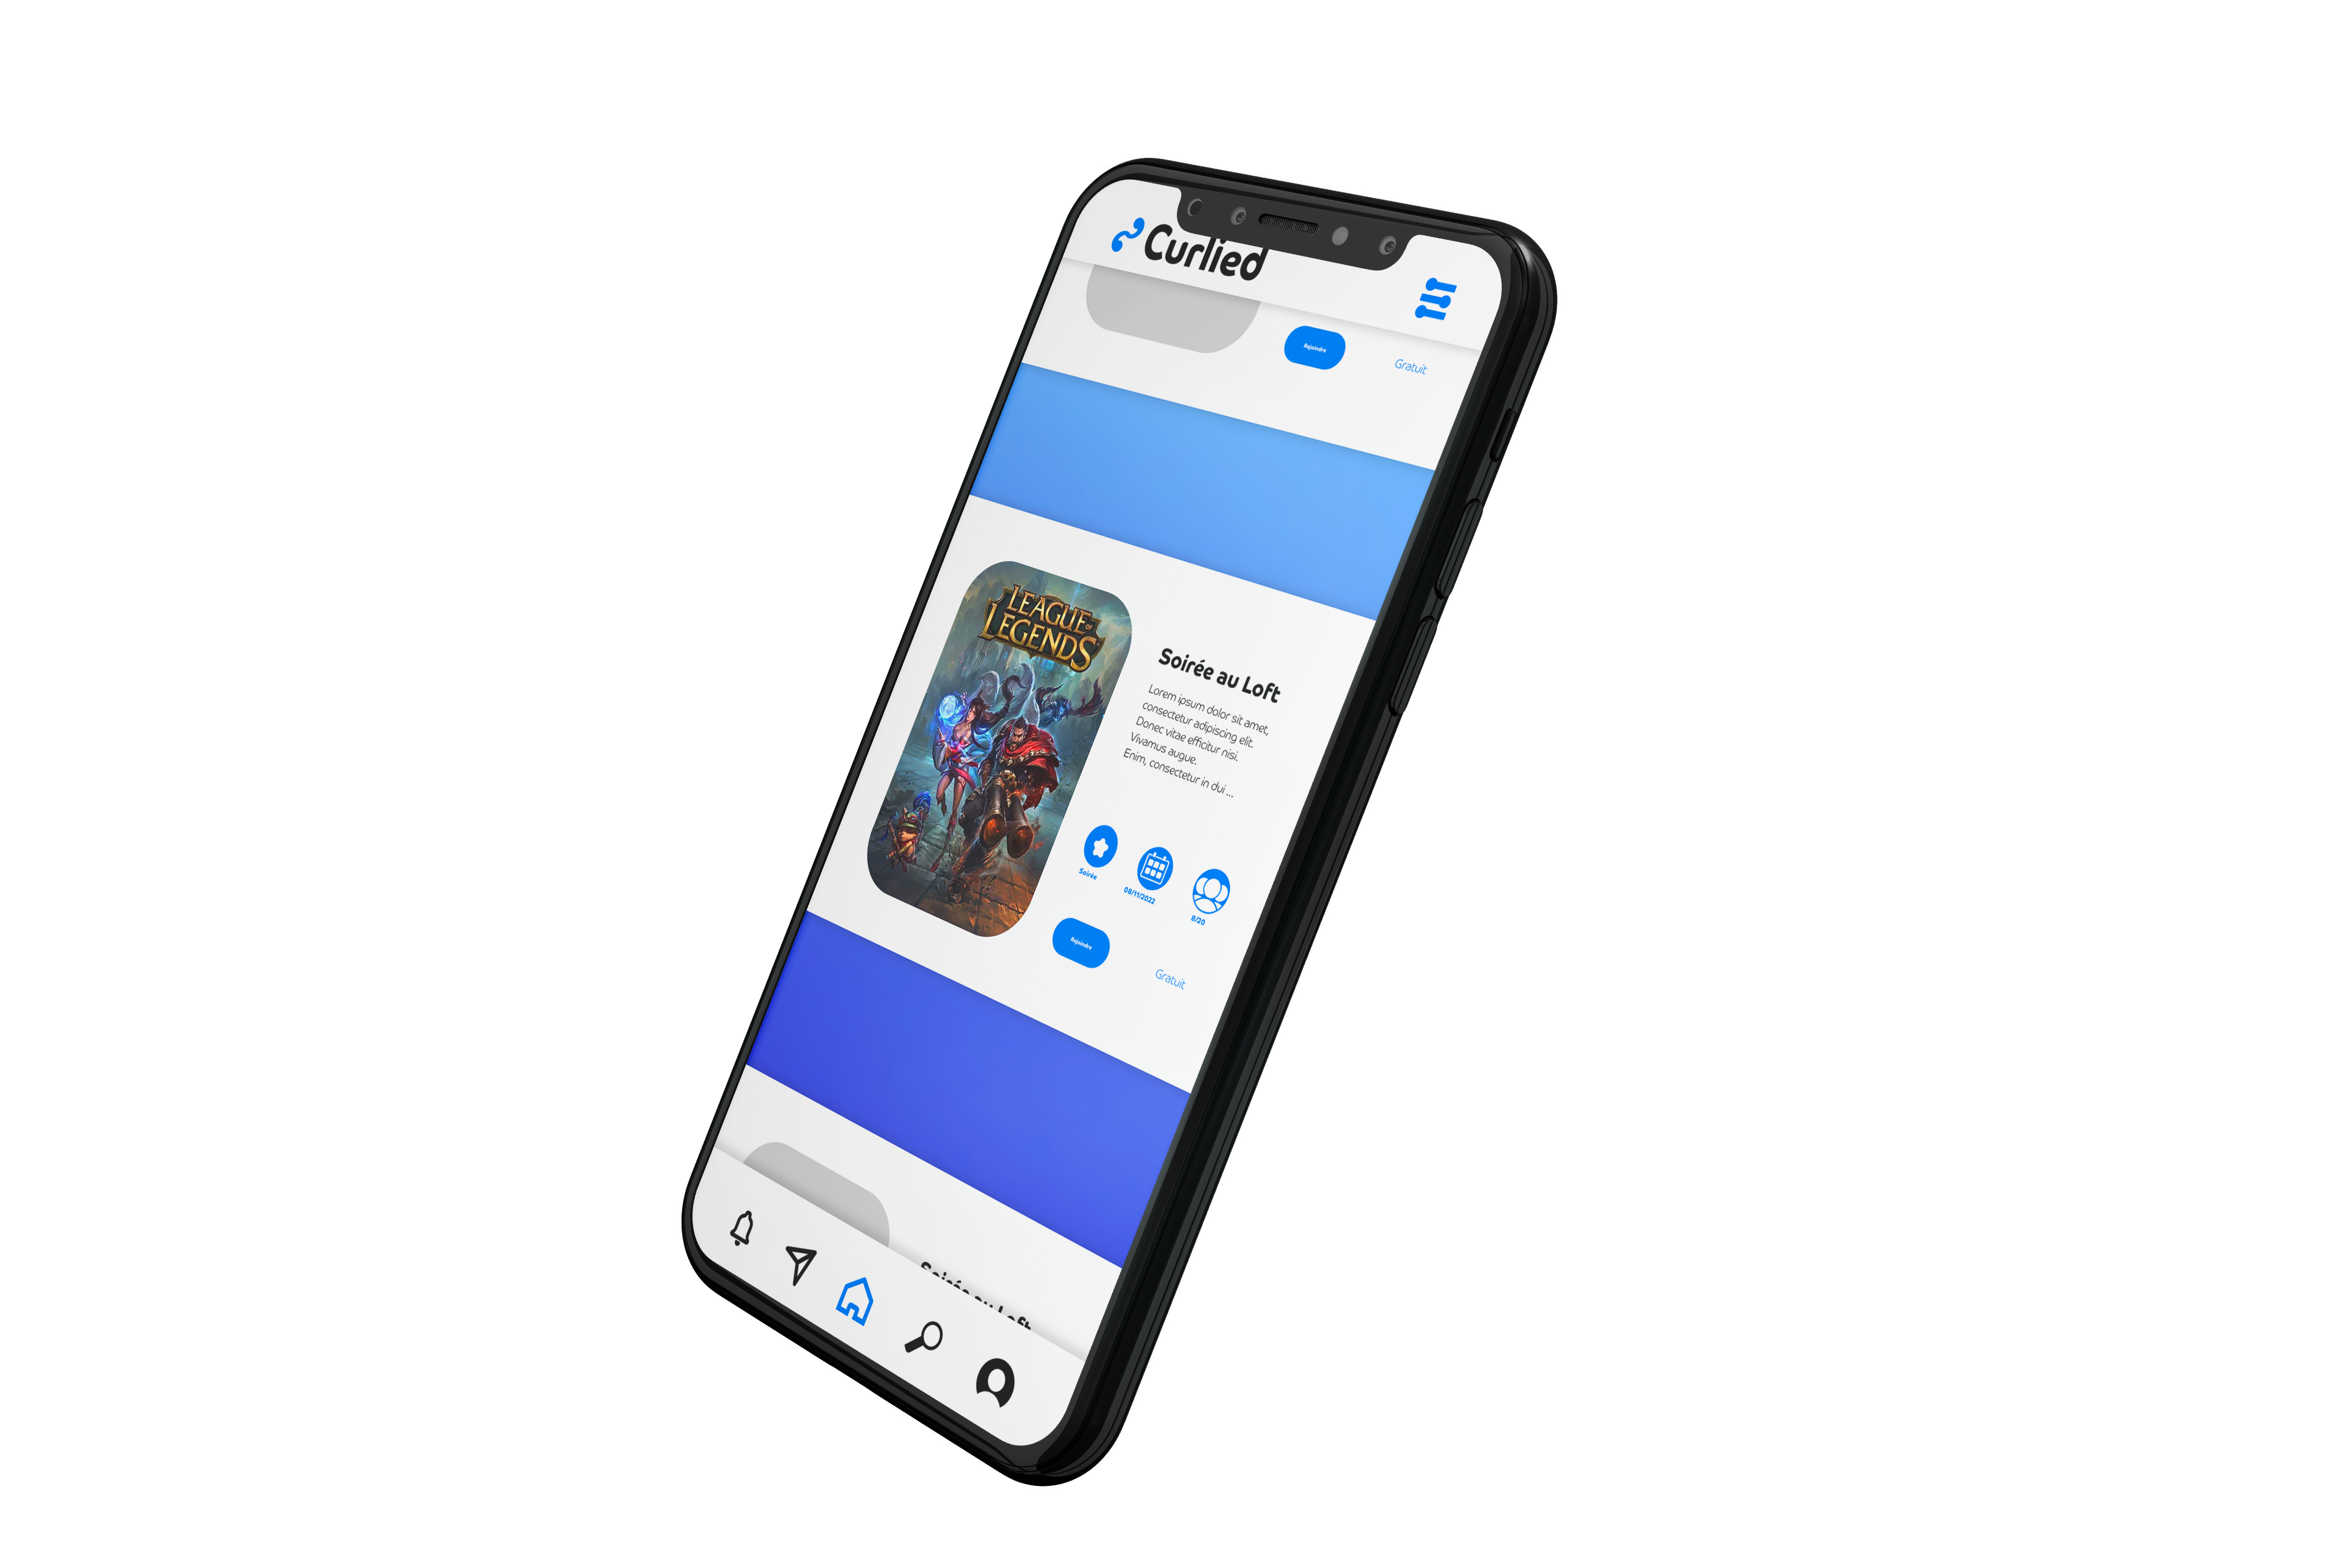 Curlied
Rejoindre
Gratuit
LEAGUE OF
LEGENDS
Soirée au Loft
Lorem ipsum dolor sit amet,
consectetur adipiscing elit.
Donec vitae efficitur nisi.
Vivamus augue.
Enim, consectetur in dui ...
Soirée
08/11/2022
8/20
Rejoindre
Gratuit
Soirée au Loft